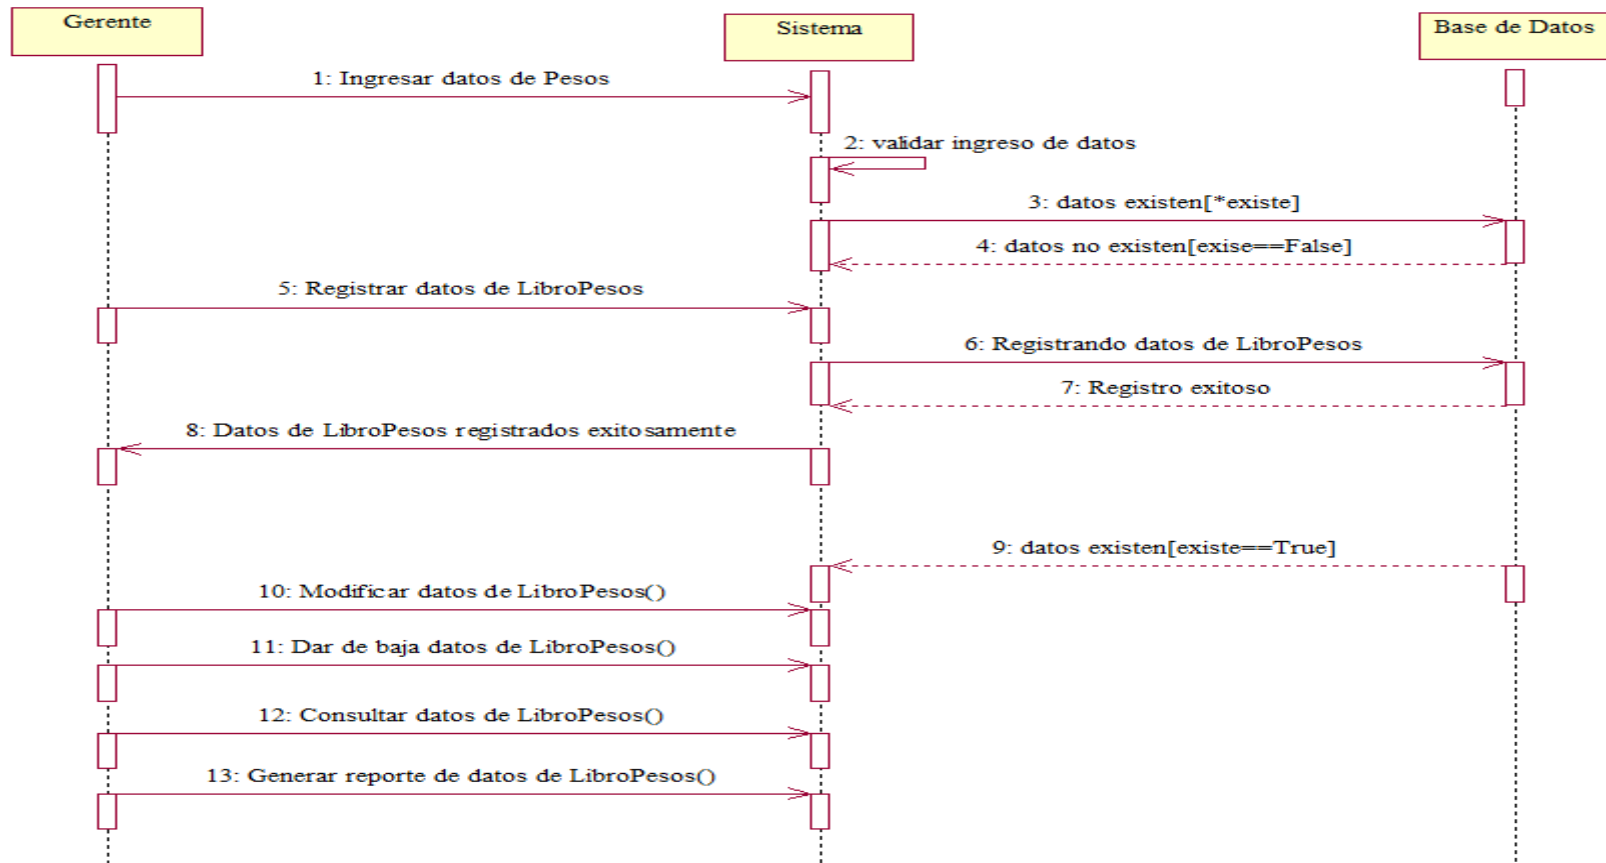 Gerente
Sistema
Base de Datos
1: Ingresar datos de Pesos
2: validar ingreso de datos
3: datos existen[*existe]
4: datos no existen[exise==False]
5: Registrar datos de LibroPesos
6: Registrando datos de LibroPesos
7: Registro exitoso
8: Datos de LibroPesos registrados exitosamente
9: datos existen[existe==True]
10: Modificar datos de LibroPesos()
11: Dar de baja datos de LibroPesos()
12: Consultar datos de LibroPesos()
13: Generar reporte de datos de LibroPesos()